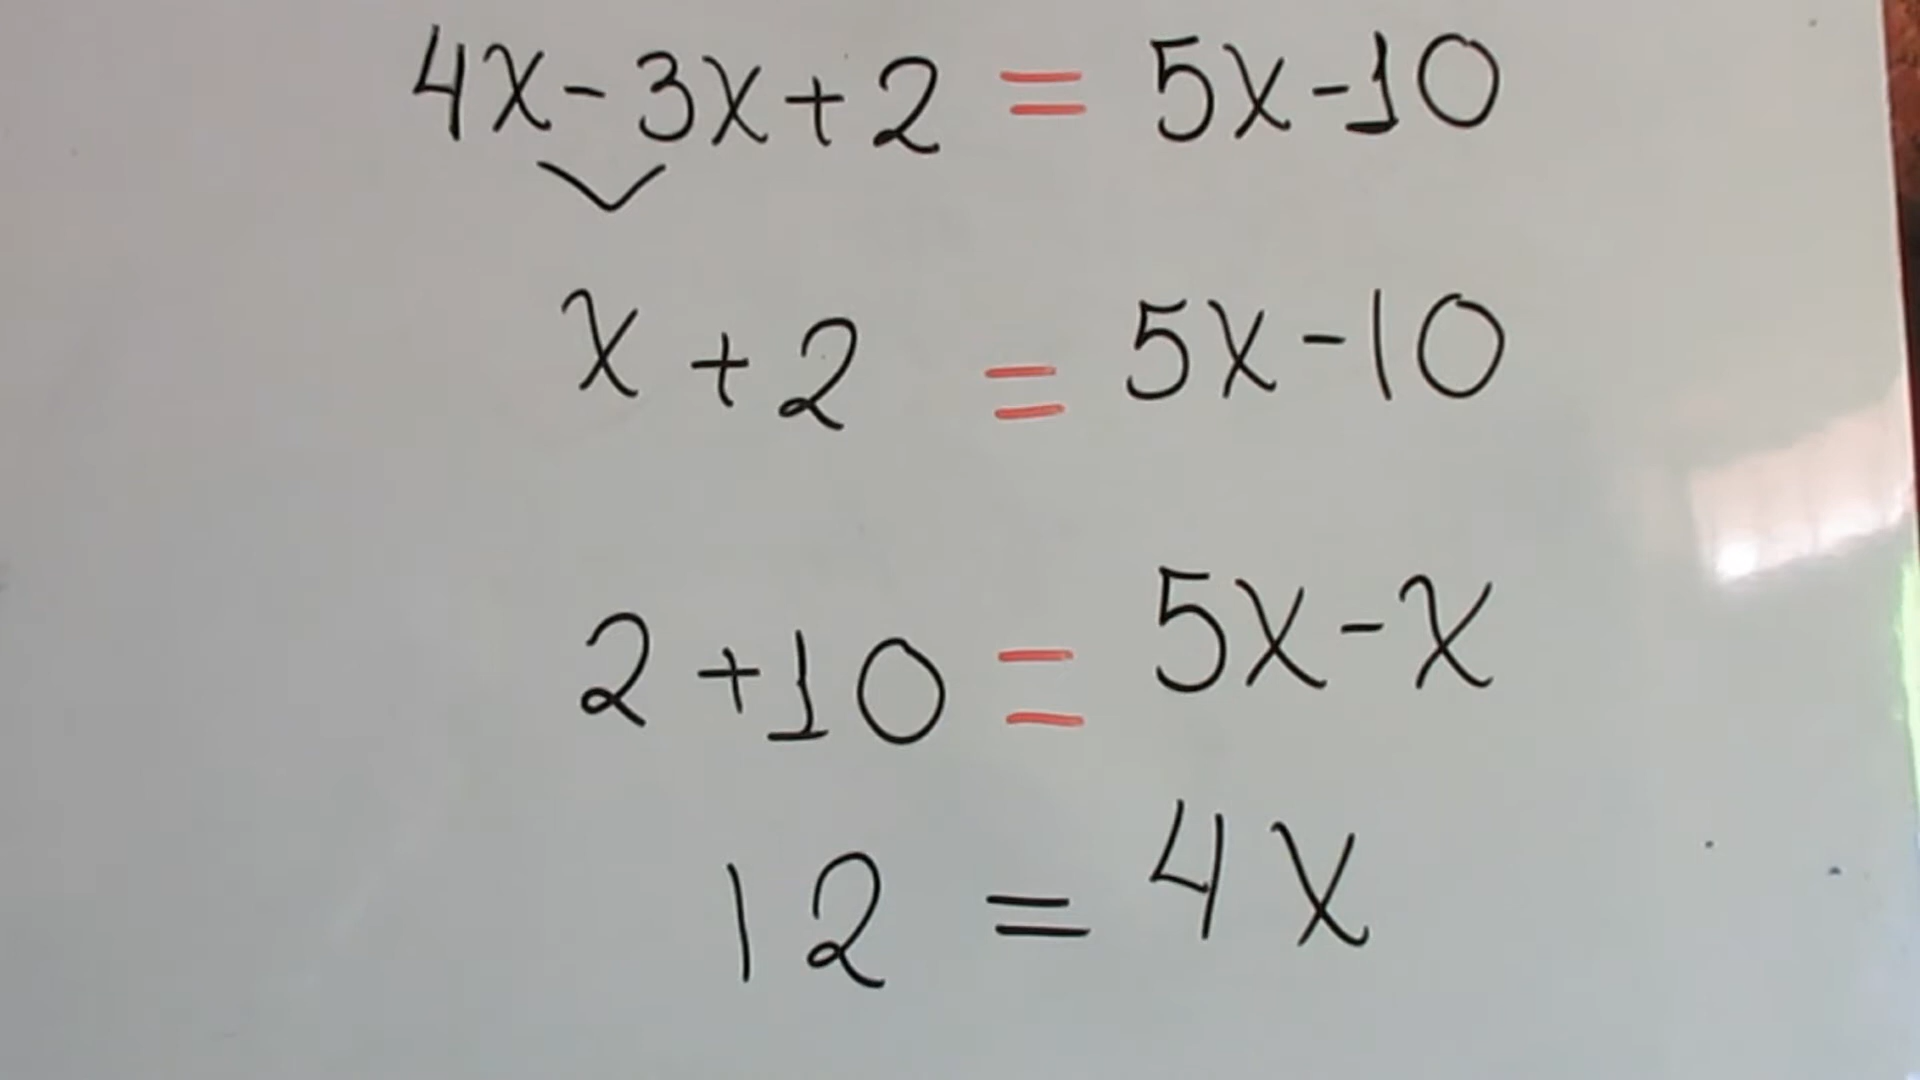 4x-3x+2 = 5x-10
x+2 = 5x-10
2+10 = 5x-x
12 = 4x